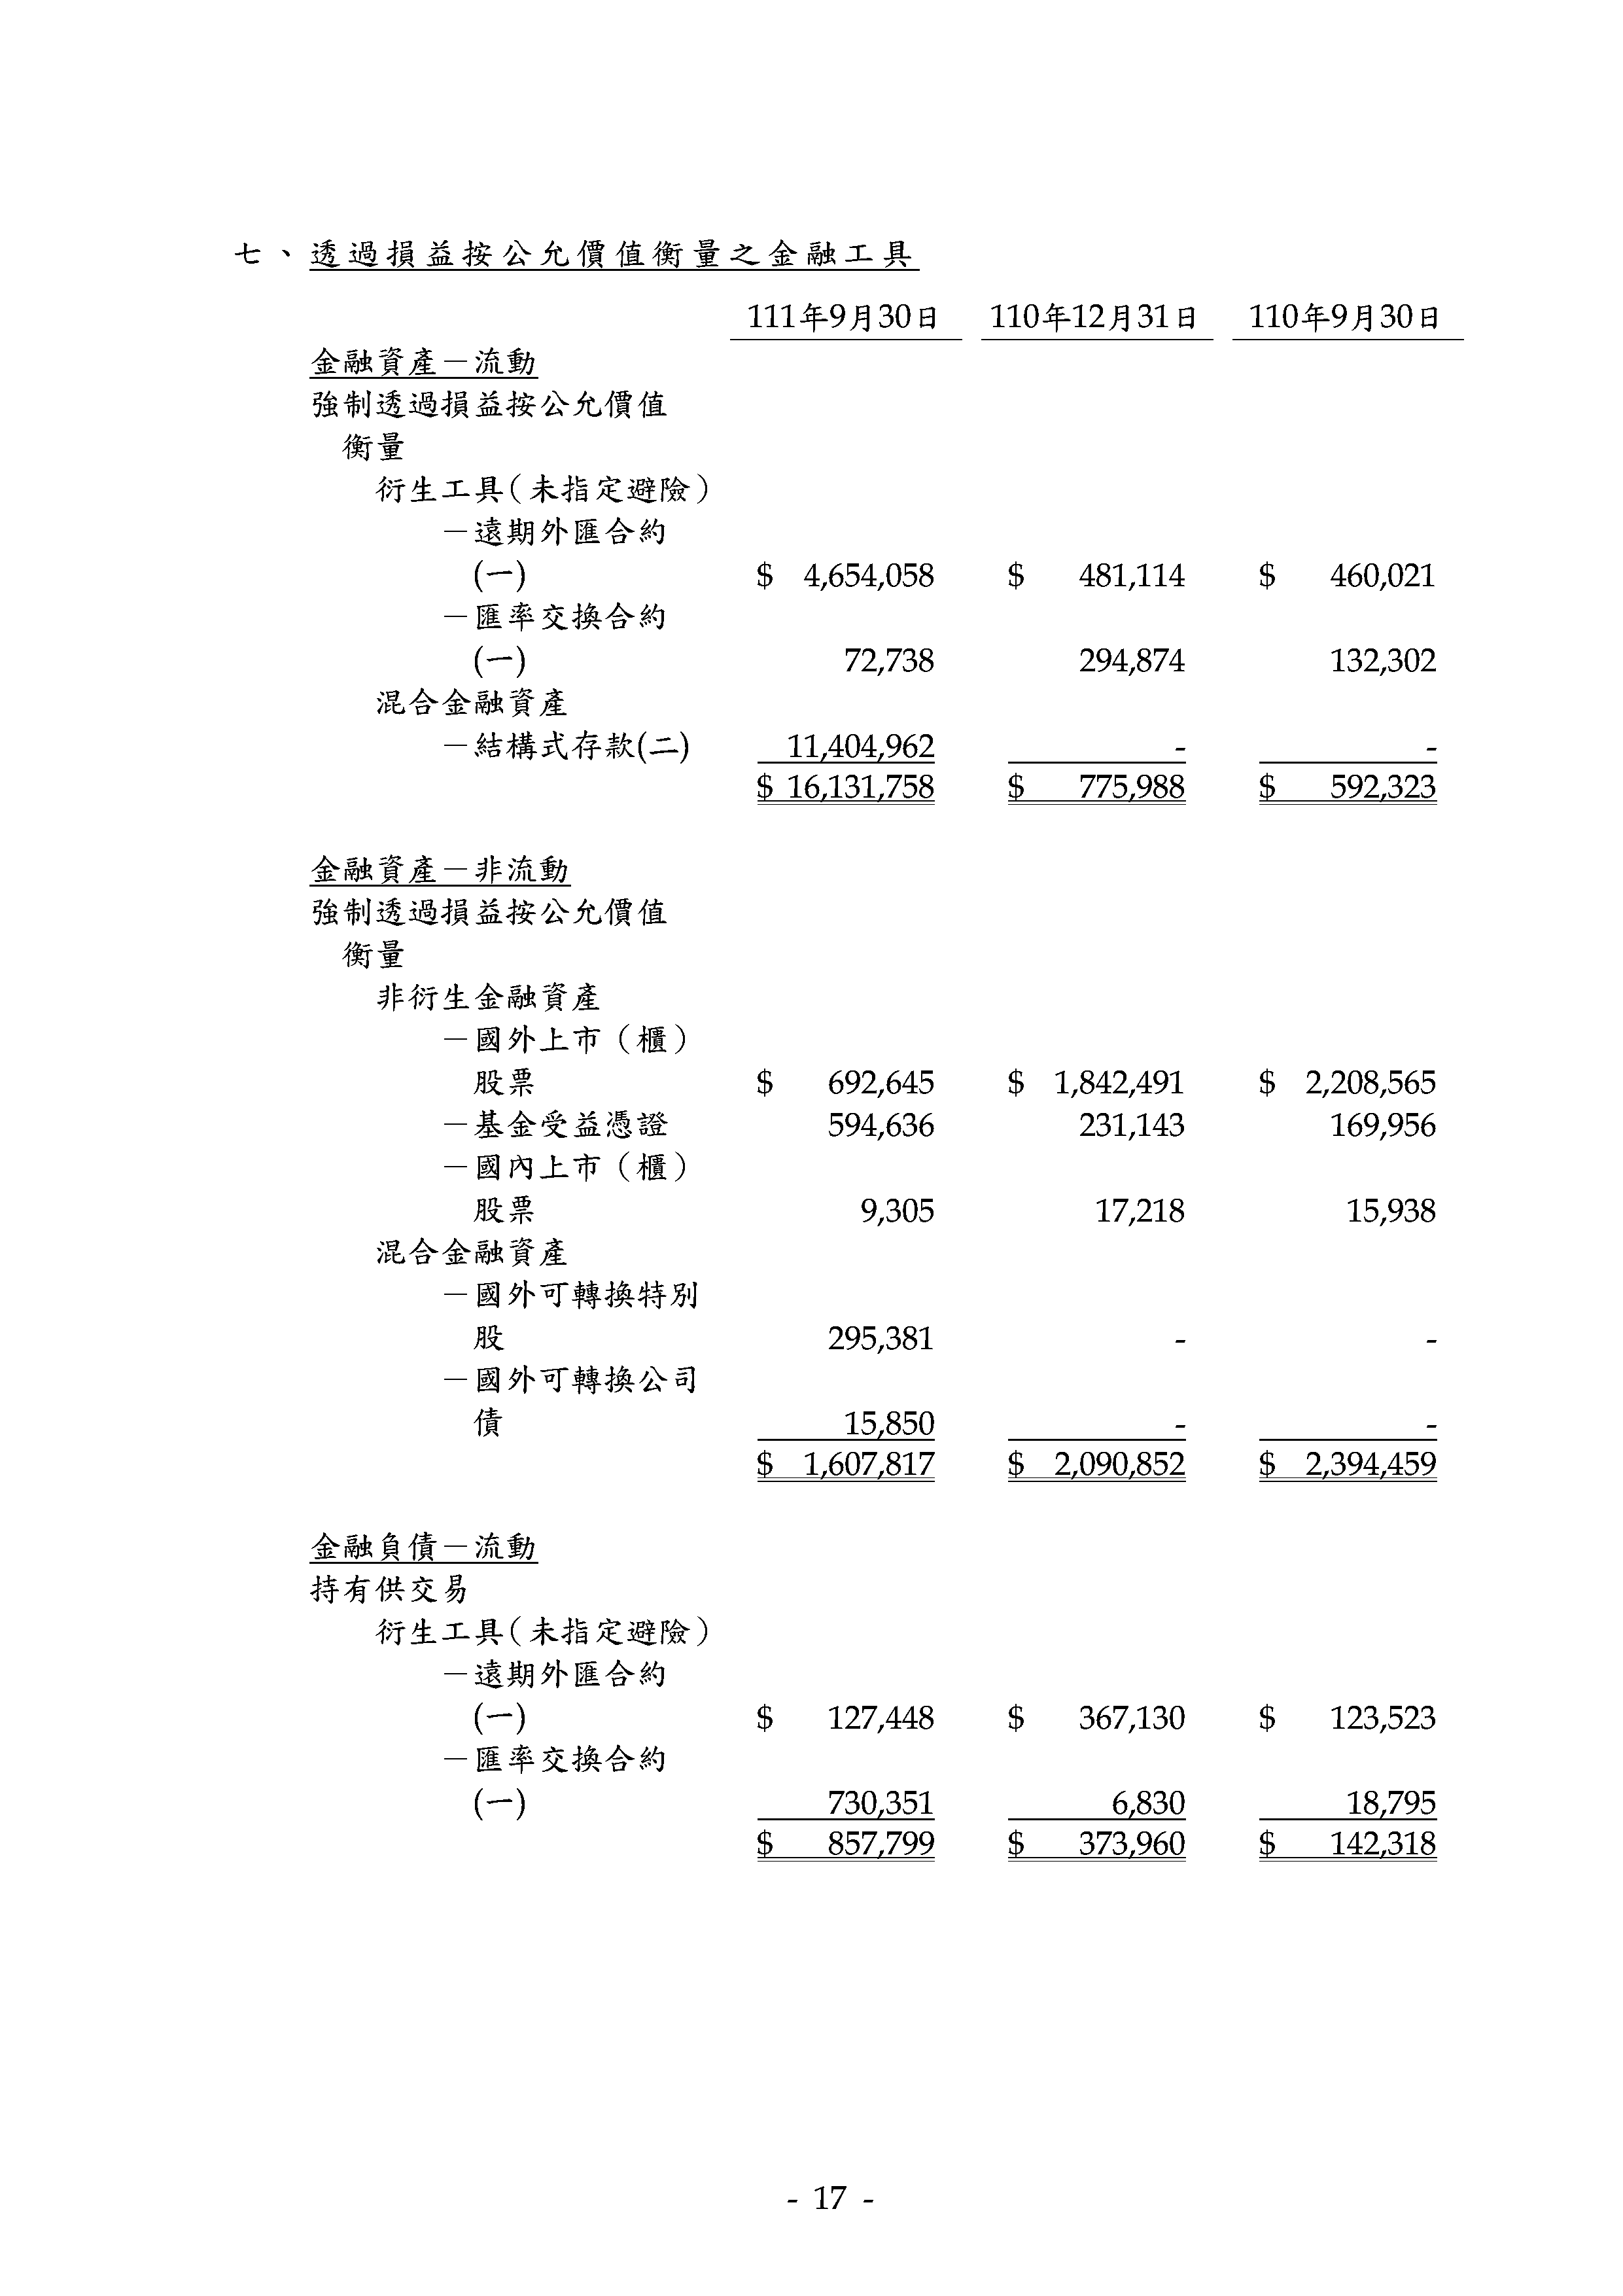 七、透過損益按公允價值衡量之金融工具
111年9月30日 110年12月31日 110年9月30日
金融資產－流動
強制透過損益按公允價值
衡量
衍生工具（未指定避險）
－遠期外匯合約
(一) $ 4,654,058 $ 481,114 $ 460,021
－匯率交換合約
(一) 72,738 294,874 132,302
混合金融資產
－結構式存款(二) 11,404,962 - -
$ 16,131,758 $ 775,988 $ 592,323
金融資產－非流動
強制透過損益按公允價值
衡量
非衍生金融資產
－國外上市（櫃）
股票 $ 692,645 $ 1,842,491 $ 2,208,565
－基金受益憑證 594,636 231,143 169,956
－國內上市（櫃）
股票 9,305 17,218 15,938
混合金融資產
－國外可轉換特別
股 295,381 - -
－國外可轉換公司
債 15,850 - -
$ 1,607,817 $ 2,090,852 $ 2,394,459
金融負債－流動
持有供交易
衍生工具（未指定避險）
－遠期外匯合約
(一) $ 127,448 $ 367,130 $ 123,523
－匯率交換合約
(一) 730,351 6,830 18,795
$ 857,799 $ 373,960 $ 142,318
- 17 -